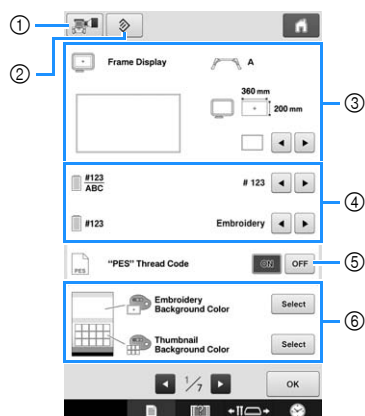 ①
②
Frame Display
A
360 mm
200 mm
③
#123
ABC
# 123
④
#123
Embroidery
PES
"PES" Thread Code
ON
OFF
⑤
Embroidery
Background Color
Select
⑥
Thumbnail
Background Color
Select
1/7
OK